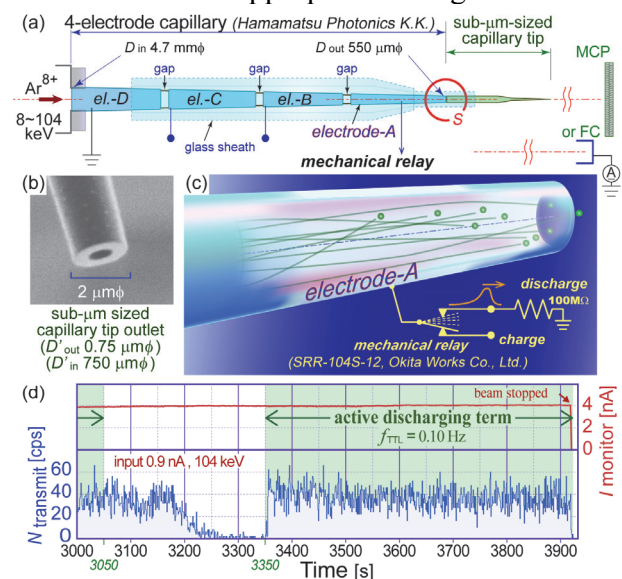 (a) 4-electrode capillary (Hamamatsu Photonics K.K.)
sub-μm-sized
capillary tip
D in 4.7 mmϕ
D out 550 μmϕ
MCP
gap
gap
gap
Ar8+
el.-D
el.-C
el.-B
S
8~104
keV
electrode-A
glass sheath
mechanical relay
or FC
A
(b)
2 μmϕ
sub-μm sized
capillary tip outlet
(D'out 0.75 μmϕ)
(D'in 750 μmϕ)
(c)
electrode-A
discharge
100MΩ
charge
mechanical relay
(SRR-104S-12, Okita Works Co., Ltd.)
(d)
beam stopped
active discharging term
fTTL = 0.10 Hz
4
2
0
I monitor [nA]
input 0.9 nA , 104 keV
N transmit [cps]
60
40
20
0
3000 3100 3200 3300 3400 3500 3600 3700 3800 3900
3050
3350
Time [s]